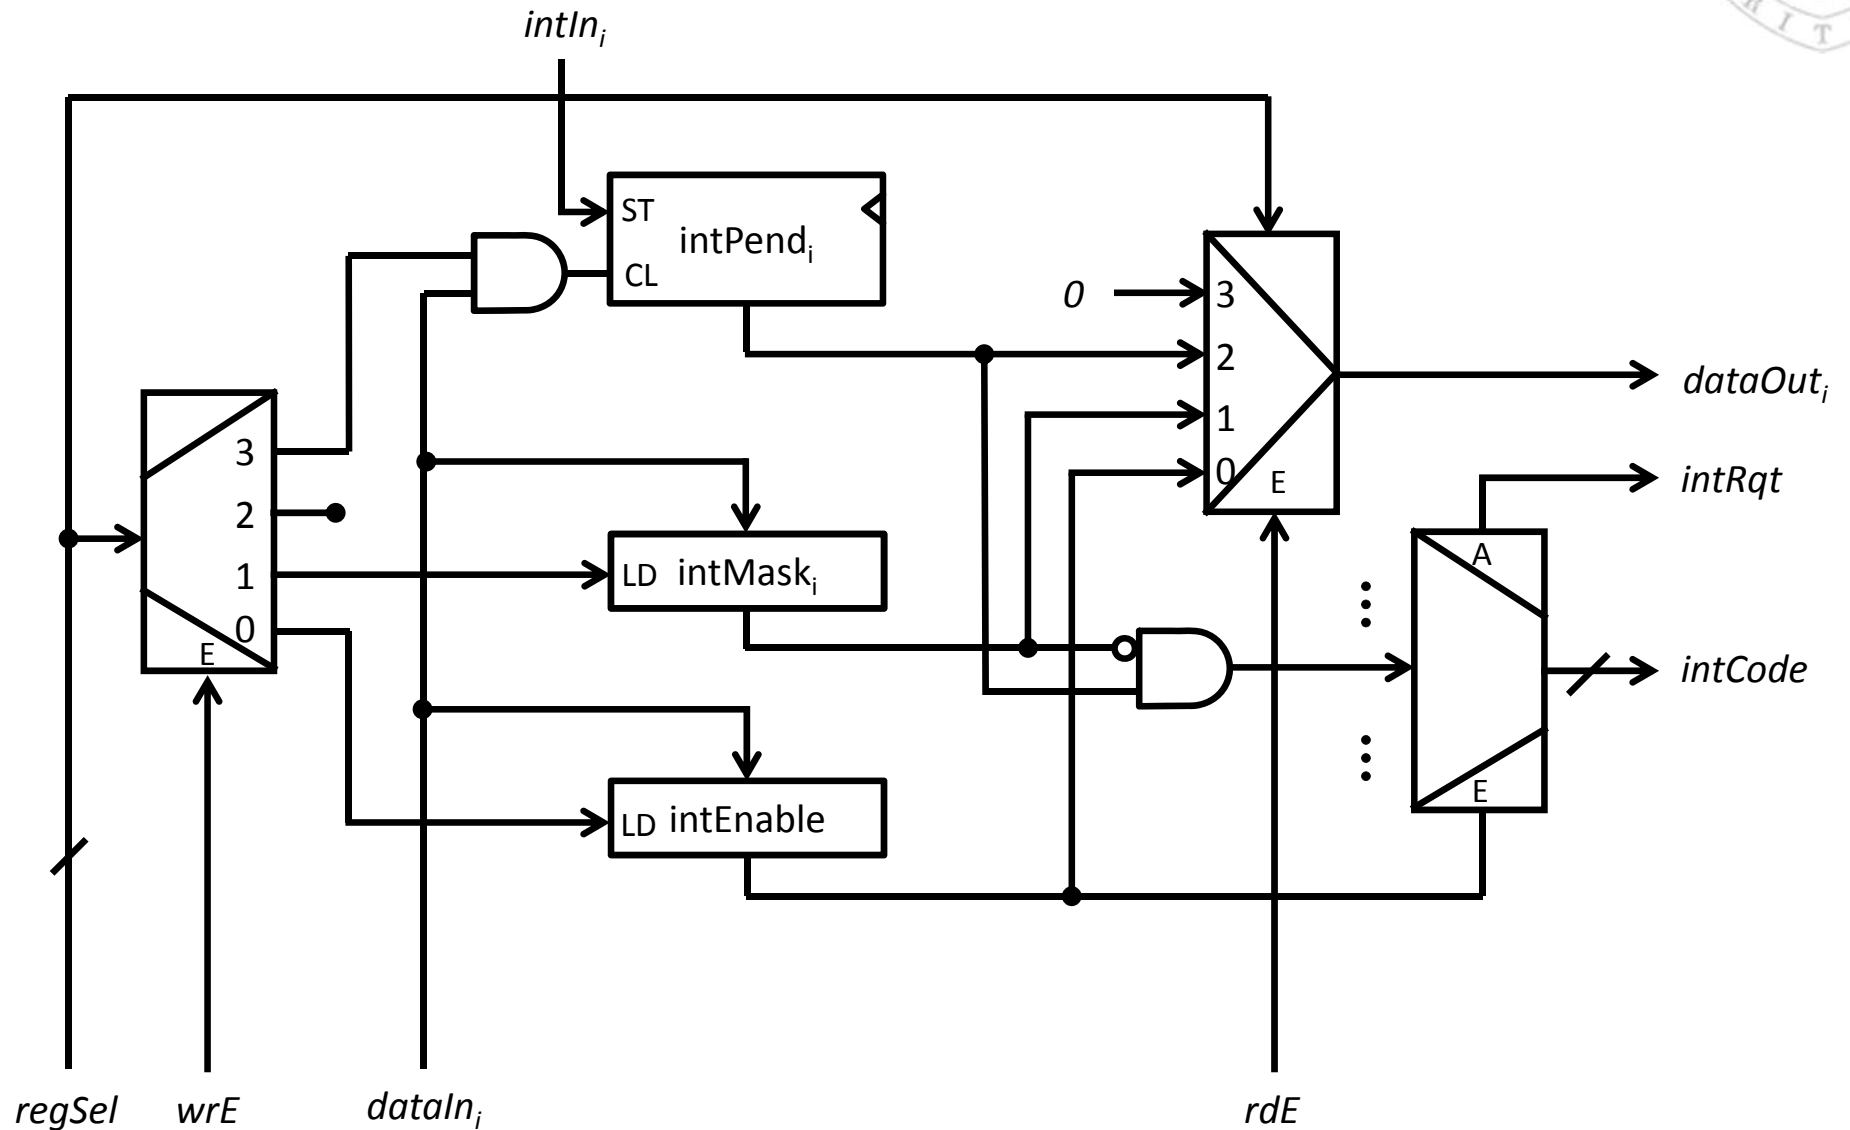 intIn_i
ST
intPend_i
CL
3
2
1
0
E
LD intMask_i
LD intEnable
0
3
2
1
0
E
dataOut_i
intRqt
A
intCode
E
regSel
wrE
dataIn_i
rdE
R I T